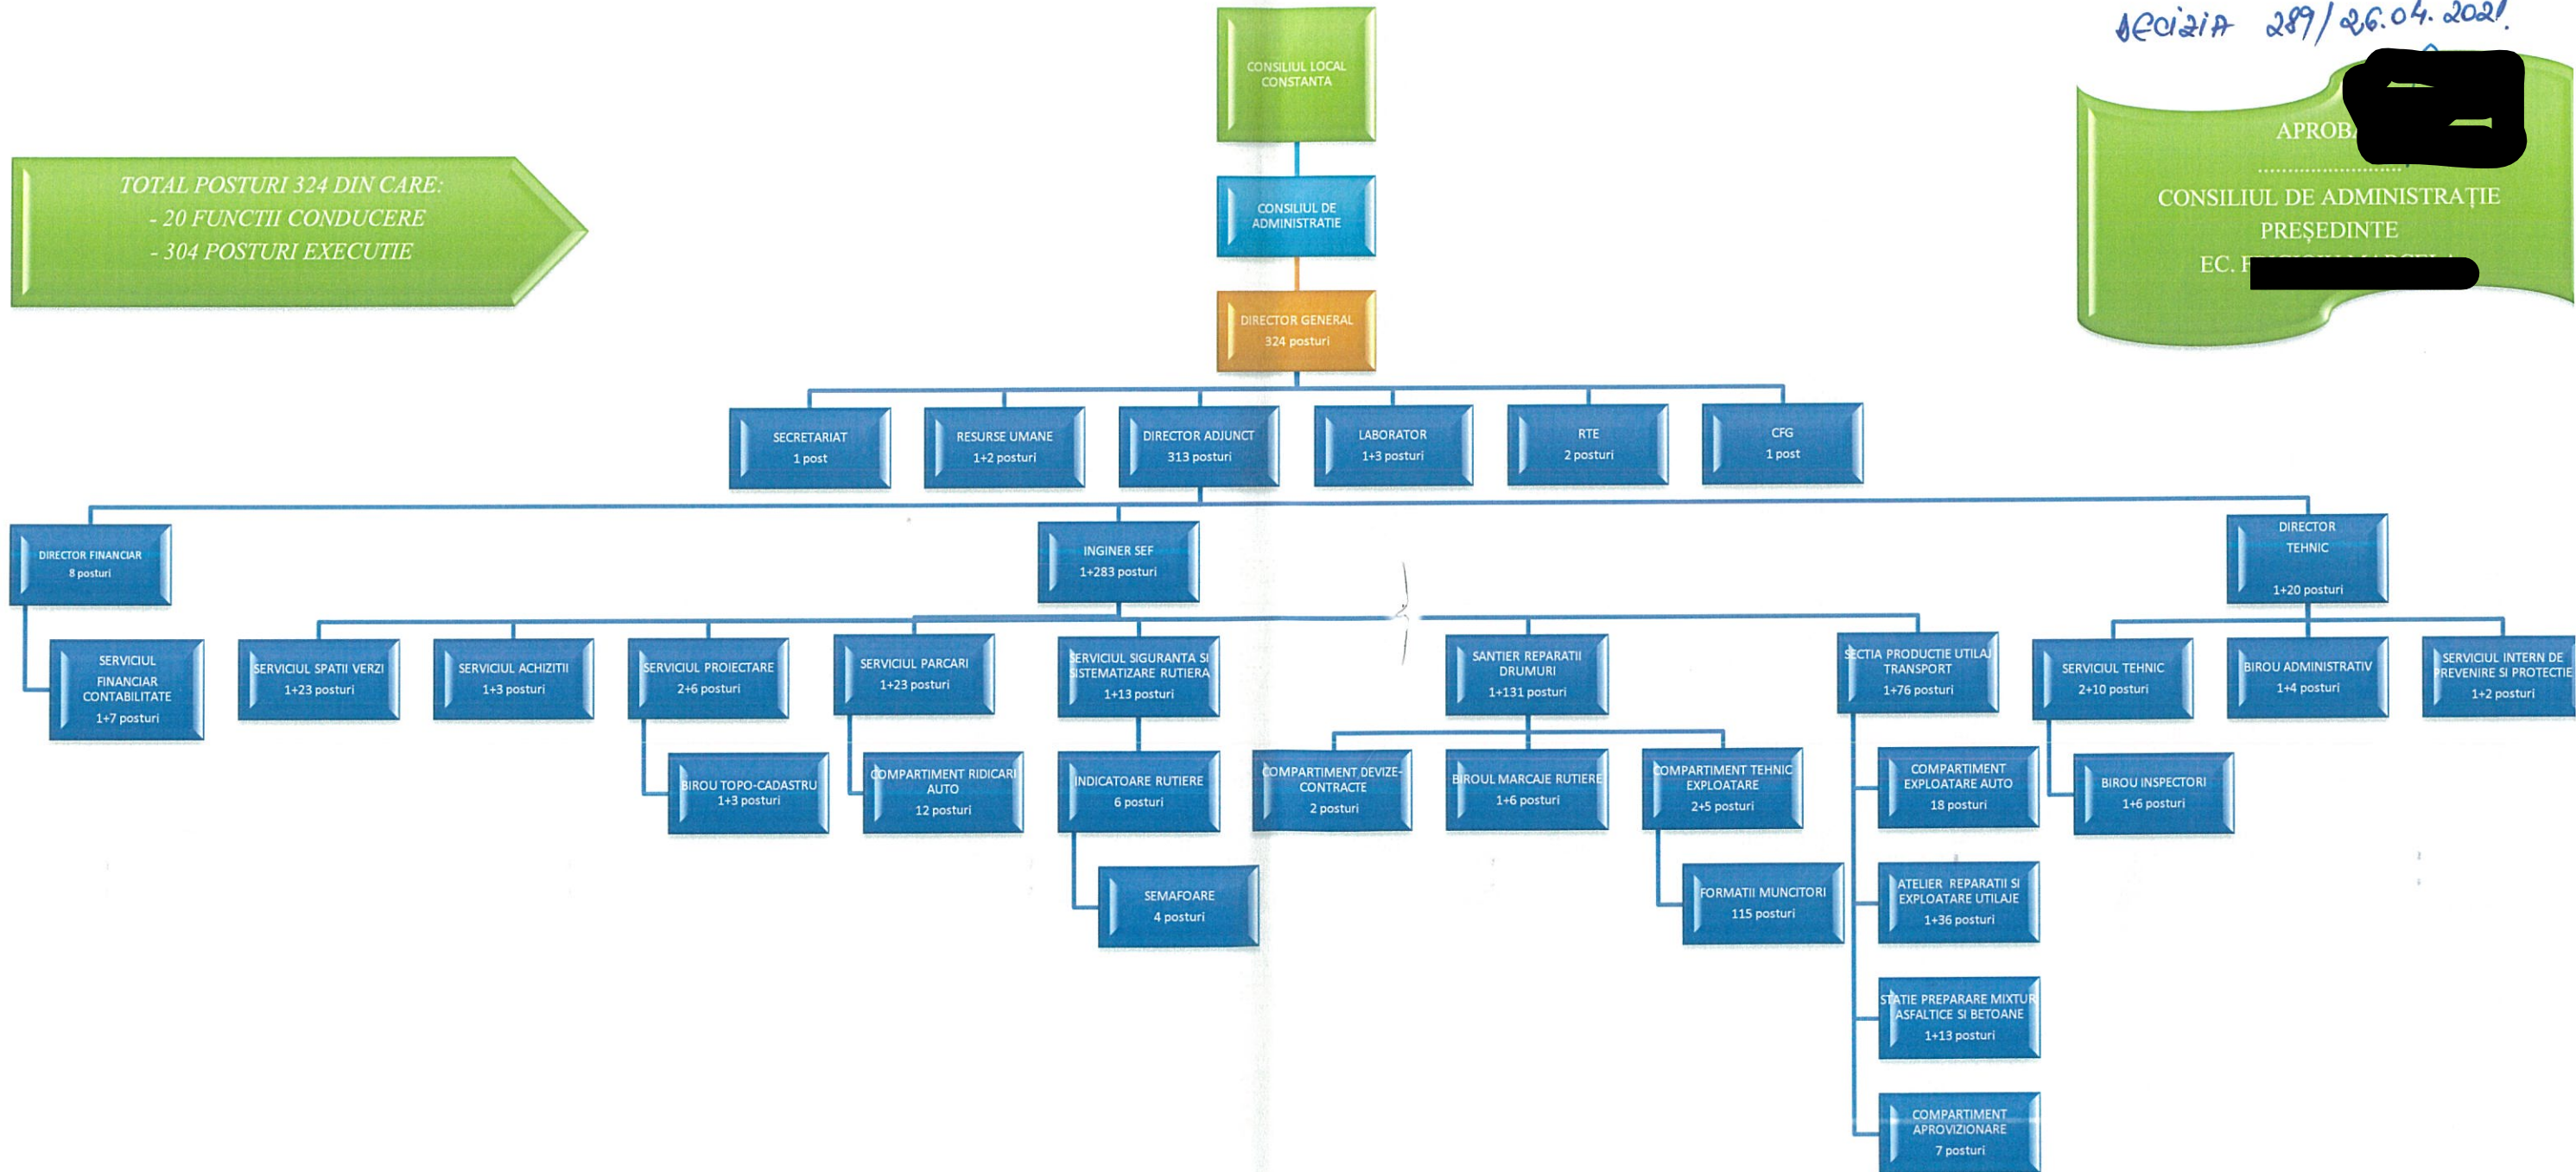 DECIZIA 289/26.04.2021.
CONSILIUL LOCAL
CONSTANTA
TOTAL POSTURI 324 DIN CARE:
- 20 FUNCTII CONDUCERE
- 304 POSTURI EXECUTIE
APROBA
CONSILIUL DE ADMINISTRAȚIE
PREȘEDINTE
EC.
CONSILIUL DE
ADMINISTRATIE
DIRECTOR GENERAL
324 posturi
SECRETARIAT
1 post
RESURSE UMANE
1+2 posturi
DIRECTOR ADJUNCT
313 posturi
LABORATOR
1+3 posturi
RTE
2 posturi
CFG
1 post
DIRECTOR FINANCIAR
8 posturi
INGINER SEF
1+283 posturi
DIRECTOR
TEHNIC
1+20 posturi
SERVICIUL
FINANCIAR
CONTABILITATE
1+7 posturi
SERVICIUL SPATII VERZI
1+23 posturi
SERVICIUL ACHIZITII
1+3 posturi
SERVICIUL PROIECTARE
2+6 posturi
SERVICIUL PARCARI
1+23 posturi
SERVICIUL SIGURANTA SI
SISTEMATIZARE RUTIERA
1+13 posturi
SANTIER REPARATII
DRUMURI
1+131 posturi
SECTIA PRODUCTIE UTILAJ
TRANSPORT
1+76 posturi
SERVICIUL TEHNIC
2+10 posturi
BIROU ADMINISTRATIV
1+4 posturi
SERVICIUL INTERN DE
PREVENIRE SI PROTECTIE
1+2 posturi
BIROU TOPO-CADASTRU
1+3 posturi
COMPARTIMENT RIDICARI
AUTO
12 posturi
INDICATOARE RUTIERE
6 posturi
COMPARTIMENT DEVIZE-
CONTRACTE
2 posturi
BIROUL MARCAJE RUTIERE
1+6 posturi
COMPARTIMENT TEHNIC
EXPLOATARE
2+5 posturi
COMPARTIMENT
EXPLOATARE AUTO
18 posturi
BIROU INSPECTORI
1+6 posturi
SEMAFOARE
4 posturi
FORMATII MUNCITORI
115 posturi
ATELIER REPARATII SI
EXPLOATARE UTILAJE
1+36 posturi
STATIE PREPARARE MIXTUR
ASFALTICE SI BETOANE
1+13 posturi
COMPARTIMENT
APROVIZIONARE
7 posturi